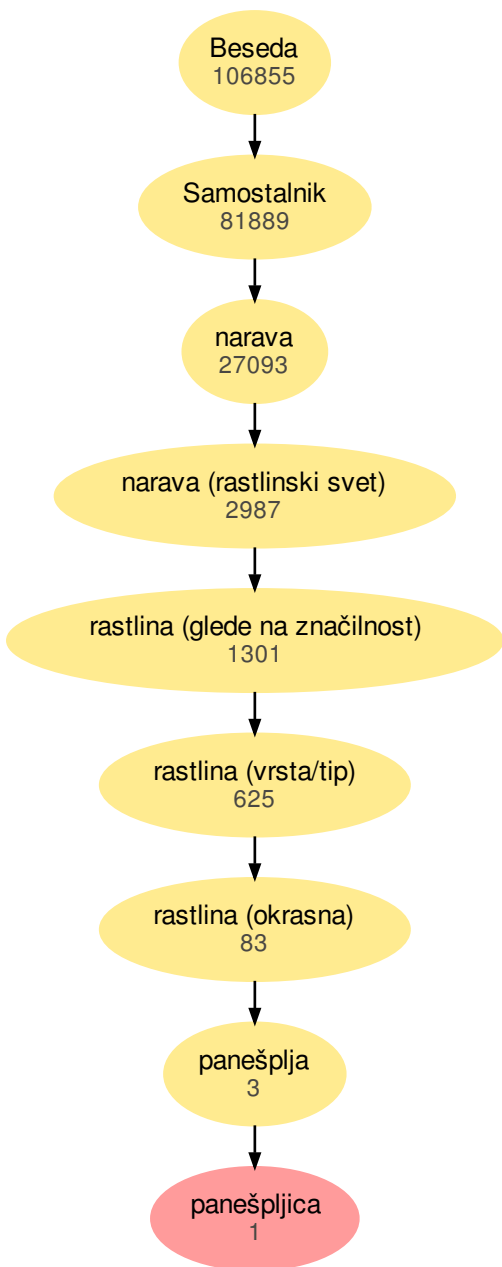 Beseda
106855
Samostalnik
81889
narava
27093
narava (rastlinski svet)
2987
rastlina (glede na značilnost)
1301
rastlina (vrsta/tip)
625
rastlina (okrasna)
83
panešplja
3
panešpljica
1